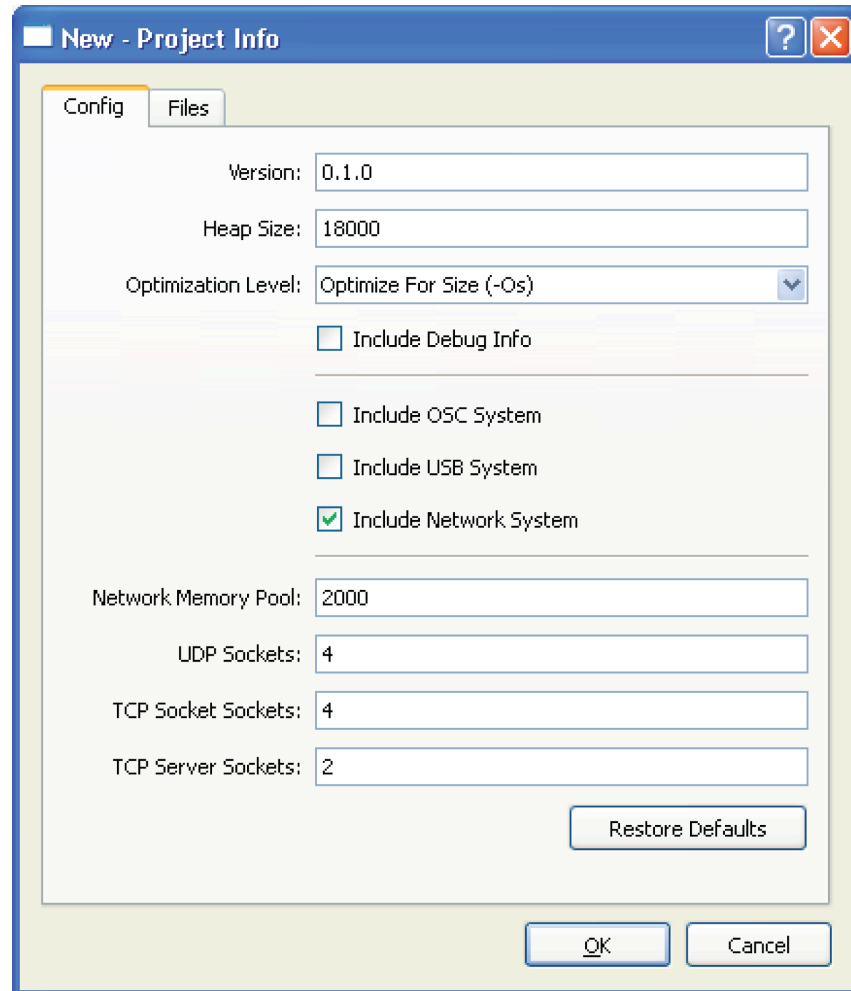 New - Project Info
Config Files
Version: 0.1.0
Heap Size: 18000
Optimization Level: Optimize For Size (-Os)
Include Debug Info
Include OSC System
Include USB System
Include Network System
Network Memory Pool: 2000
UDP Sockets: 4
TCP Socket Sockets: 4
TCP Server Sockets: 2
Restore Defaults
OK Cancel